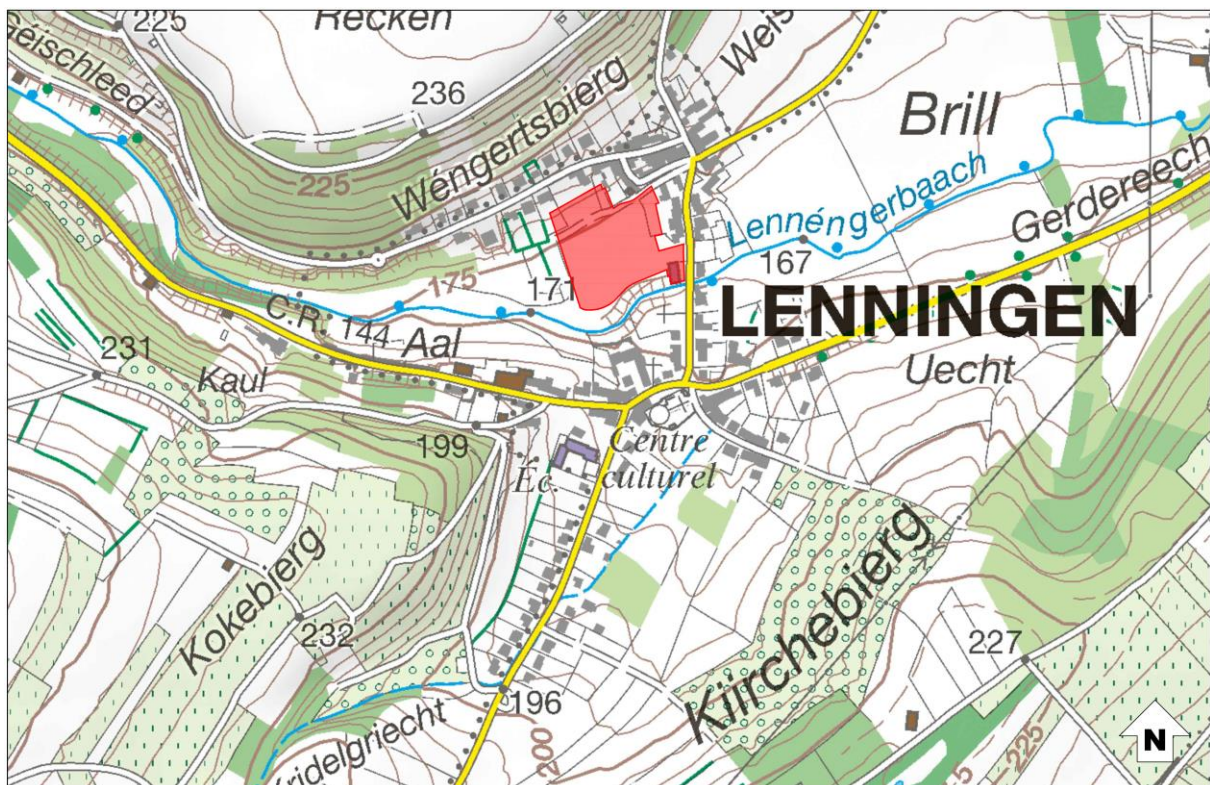 225
Recken
Géischleed
236
Wéngertsbierg
Weis
225
Brill
Lennéngerbaach
Gerdereech
175
171
167
C.R. 144
Aal
LENNINGEN
231
Kaul
Uecht
199
Éc.
Centre
culturel
Kokebierg
232
Kiirchebierg
227
196
ridelgriecht
200
225
N